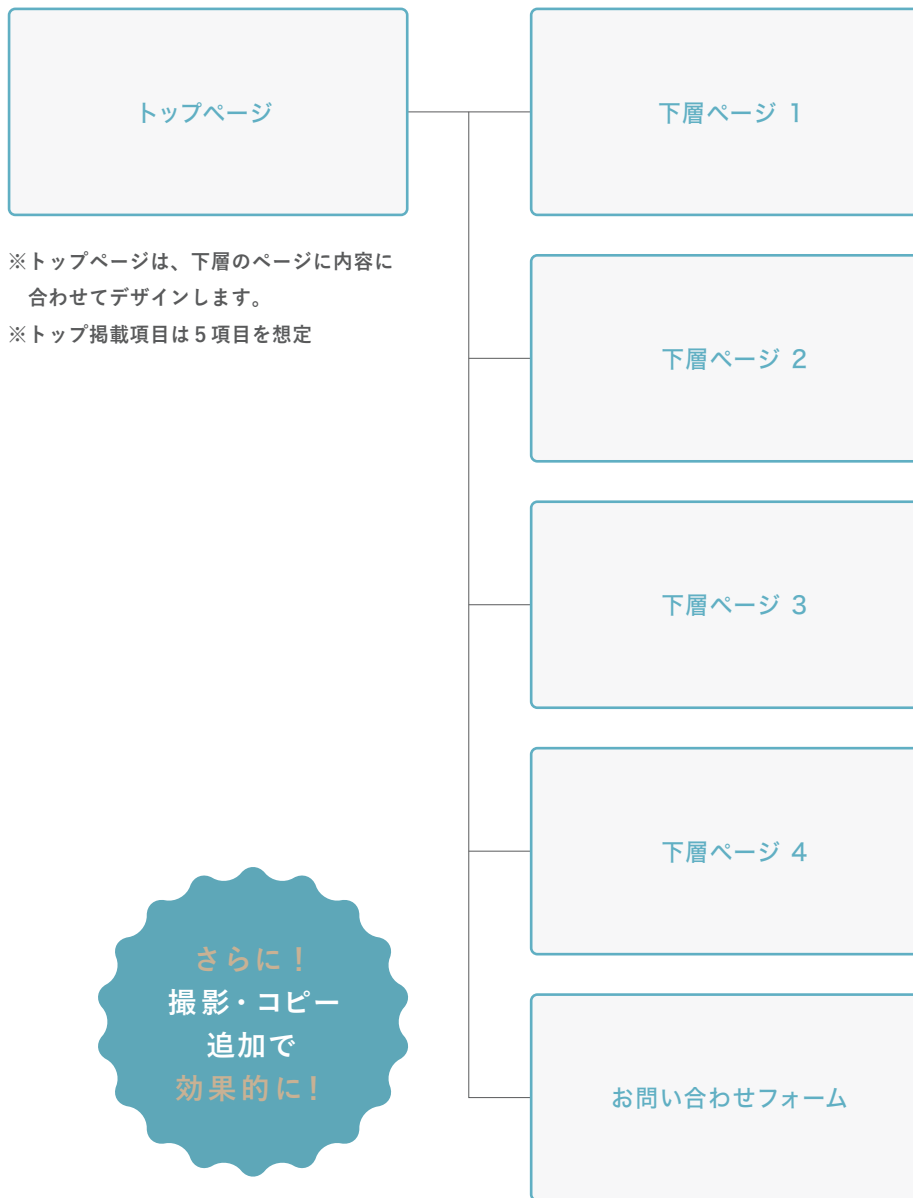 トップページ
※トップページは、下層のページに内容に
合わせてデザインします。
※トップ掲載項目は5項目を想定
下層ページ 1
下層ページ 2
下層ページ 3
下層ページ 4
お問い合わせフォーム
さらに！
撮影・コピー
追加で
効果的に！